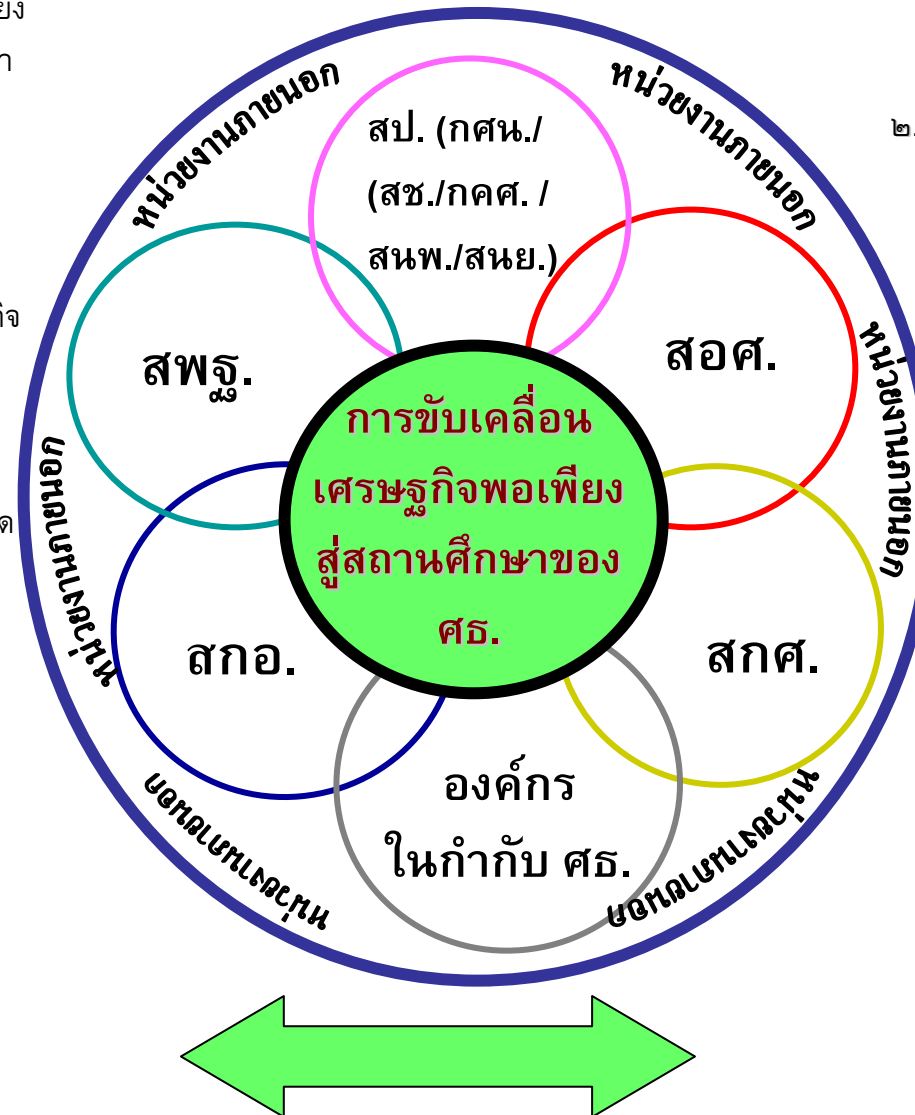 ยง
หน่วยงานภายนอก
หน่วยงานภายนอก
า
สป. (กศน./
(สช./กคศ. /
สนพ./สนย.)
๒.
กิจ
สพฐ.
สอศ.
หน่วยงานภายนอก
การขับเคลื่อน
เศรษฐกิจพอเพียง
สู่สถานศึกษาของ
ศธ.
หน่วยงานภายนอก
ด
สกอ.
สกศ.
องค์กร
ในกำกับ ศธ.
หน่วยงานภายนอก
หน่วยงานภายนอก